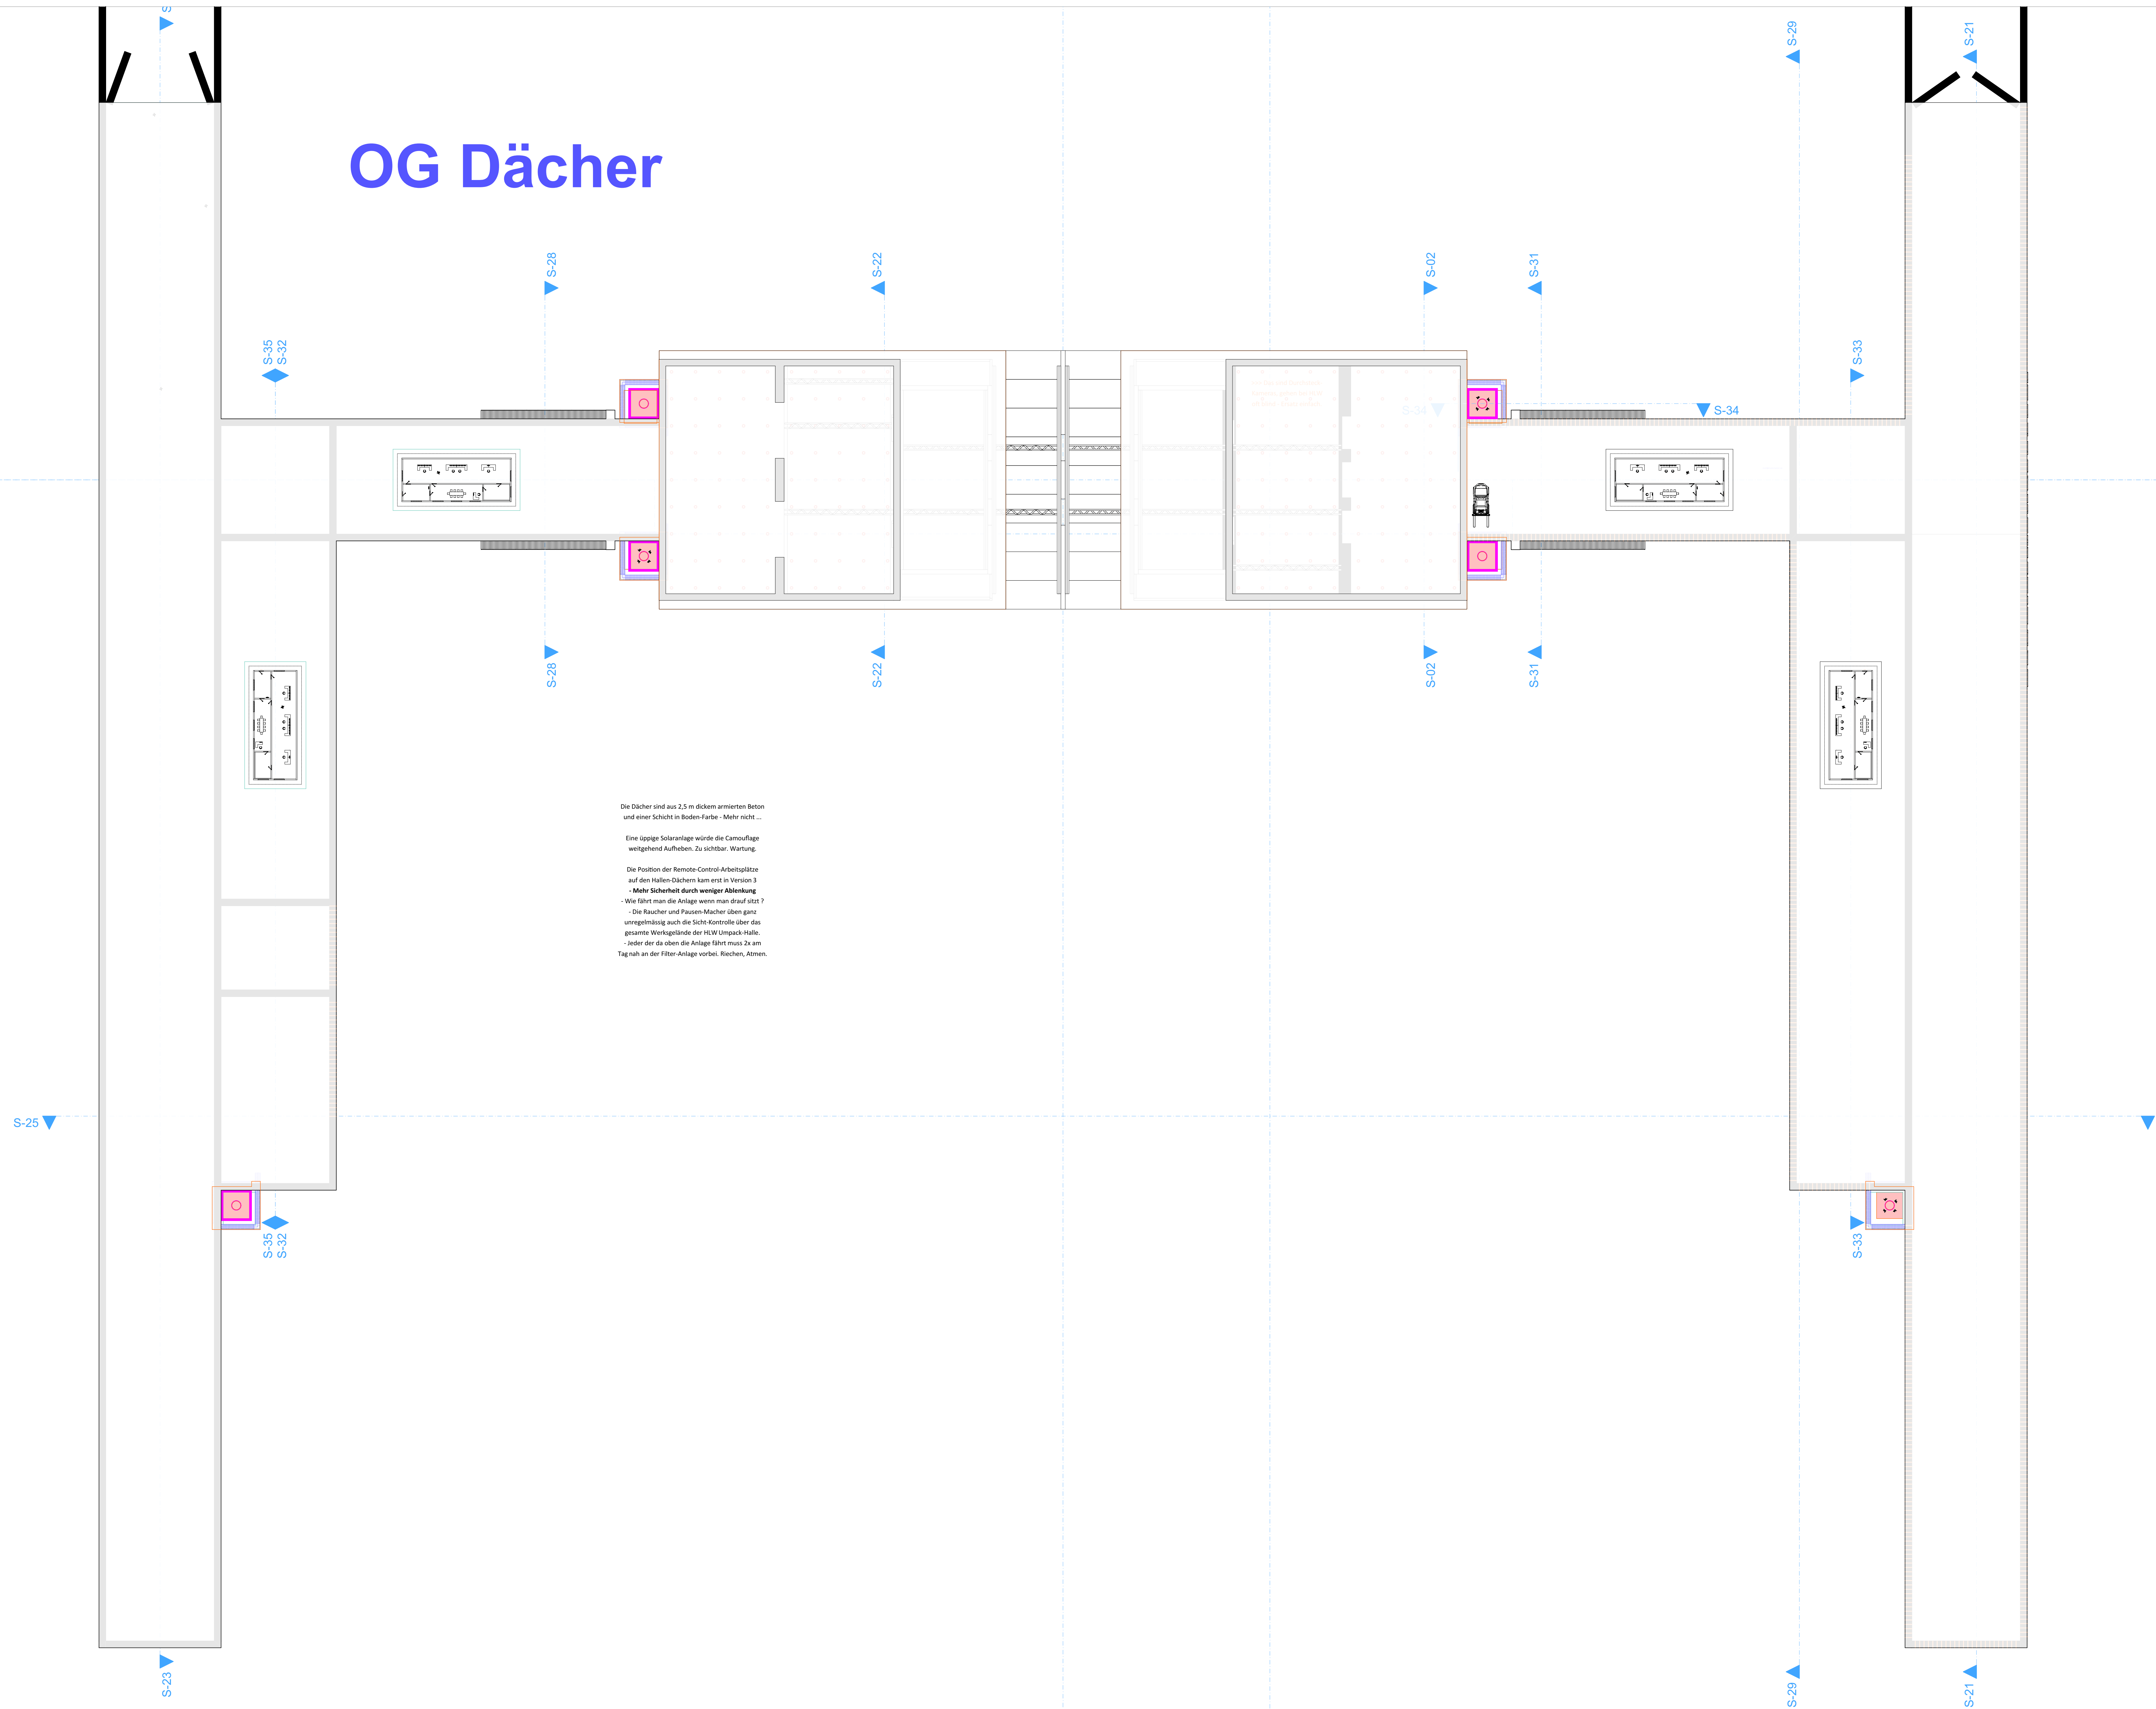 S-29
S-21
OG Dächer
S-28
S-22
S-02
S-31
S-35
S-32
S-33
S-34
S-34
S-28
S-22
S-02
S-31
Die Dächer sind aus 2,5 m dickem armierten Beton
und einer Schicht in Boden-Farbe - Mehr nicht ...
Eine üppige Solaranlage würde die Camouflage
weitgehend Aufheben. Zu sichtbar. Wartung.
Die Position der Remote-Control-Arbeitsplätze
auf den Hallen-Dächern kam erst in Version 3
- Mehr Sicherheit durch weniger Ablenkung
- Wie fährt man die Anlage wenn man drauf sitzt ?
- Die Raucher und Pausen-Macher üben ganz
unregelmässig auch die Sicht-Kontrolle über das
gesamte Werksgelände der HLW Umpack-Halle.
- Jeder der da oben die Anlage fährt muss 2x am
Tag nah an der Filter-Anlage vorbei. Riechen, Atmen.
S-25
S-35
S-32
S-33
S-23
S-29
S-21